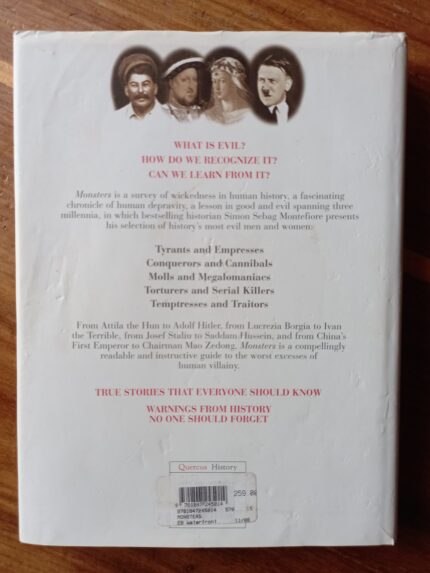 WHAT IS EVIL?
HOW DO WE RECOGNIZE IT?
CAN WE LEARN FROM IT?
Monsters is a survey of wickedness in human history, a fascinating
chronicle of human depravity, a lesson in good and evil spanning three
millennia, in which bestselling historian Simon Sebag Montefiore presents
his selection of history's most evil men and women:
Tyrants and Empresses
Conquerors and Cannibals
Molls and Megalomaniacs
Torturers and Serial Killers
Temptresses and Traitors
From Attila the Hun to Adolf Hitler, from Lucrezia Borgia to Ivan
the Terrible, from Josef Stalin to Saddam Hussein, and from China's
First Emperor to Chairman Mao Zedong, Monsters is a compellingly
readable and instructive guide to the worst excesses of
human villainy.
TRUE STORIES THAT EVERYONE SHOULD KNOW
WARNINGS FROM HISTORY
NO ONE SHOULD FORGET
Quercus History
MONSTERS
EB Waterfront 11/08